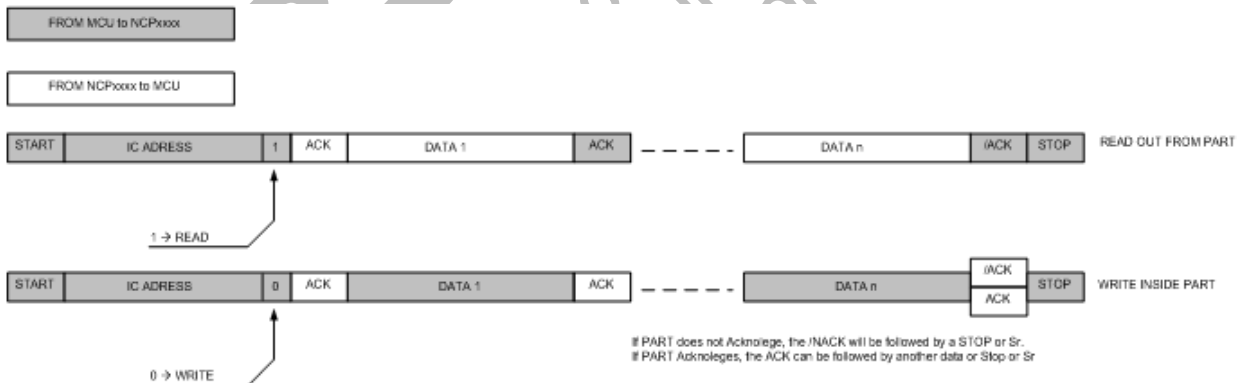 FROM MCU to NCPxxxx
FROM NCPxxxx to MCU
START IC ADRESS 1 ACK DATA 1 ACK DATA n /ACK STOP READ OUT FROM PART
1 → READ
START IC ADRESS 0 ACK DATA 1 ACK DATA n /ACK ACK STOP WRITE INSIDE PART
If PART does not Acknolege, the /NACK will be followed by a STOP or Sr.
If PART Acknoleges, the ACK can be followed by another data or Stop or Sr
0 → WRITE